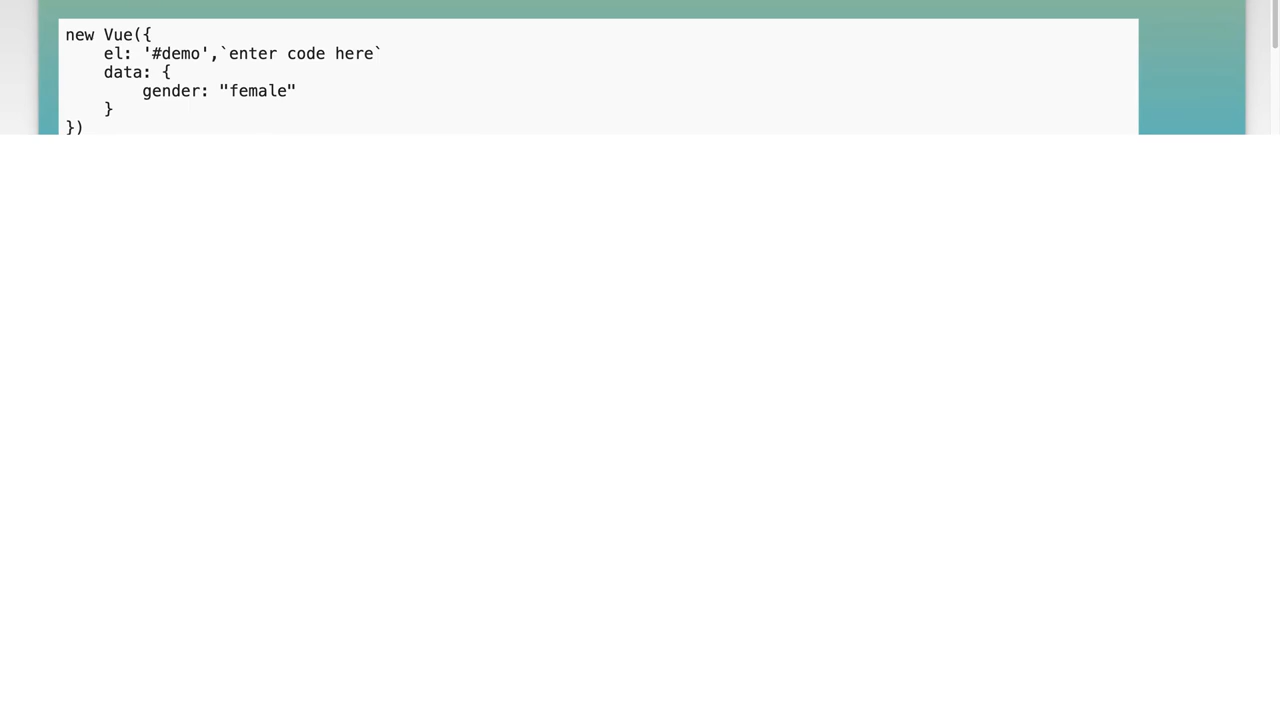 new Vue({
    el: '#demo',`enter code here`
    data: {
        gender: "female"
    }
})